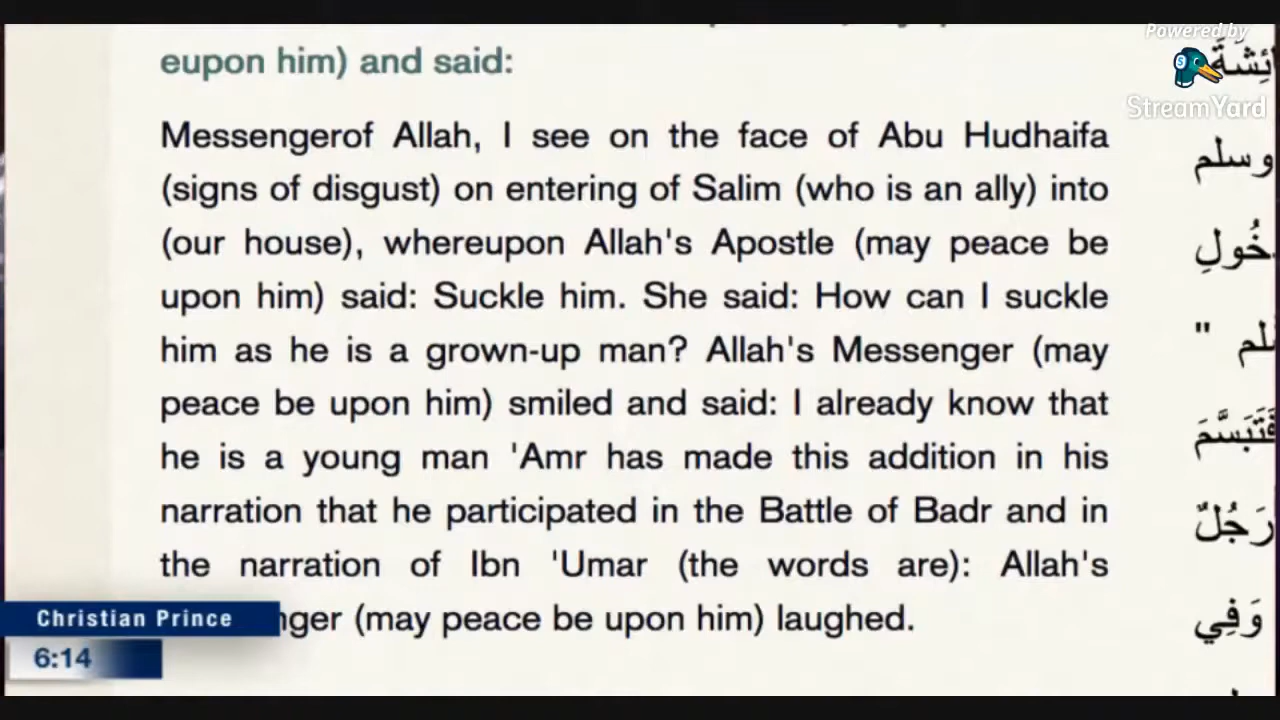 Powered by
StreamYard
eupon him) and said:
Messengerof Allah, I see on the face of Abu Hudhaifa
(signs of disgust) on entering of Salim (who is an ally) into
(our house), whereupon Allah's Apostle (may peace be
upon him) said: Suckle him. She said: How can I suckle
him as he is a grown-up man? Allah's Messenger (may
peace be upon him) smiled and said: I already know that
he is a young man 'Amr has made this addition in his
narration that he participated in the Battle of Badr and in
the narration of Ibn 'Umar (the words are): Allah's
nger (may peace be upon him) laughed.
وسلم
فَتَبَسَّمَ
رَجُلٌ
وَفِي
Christian Prince
6:14